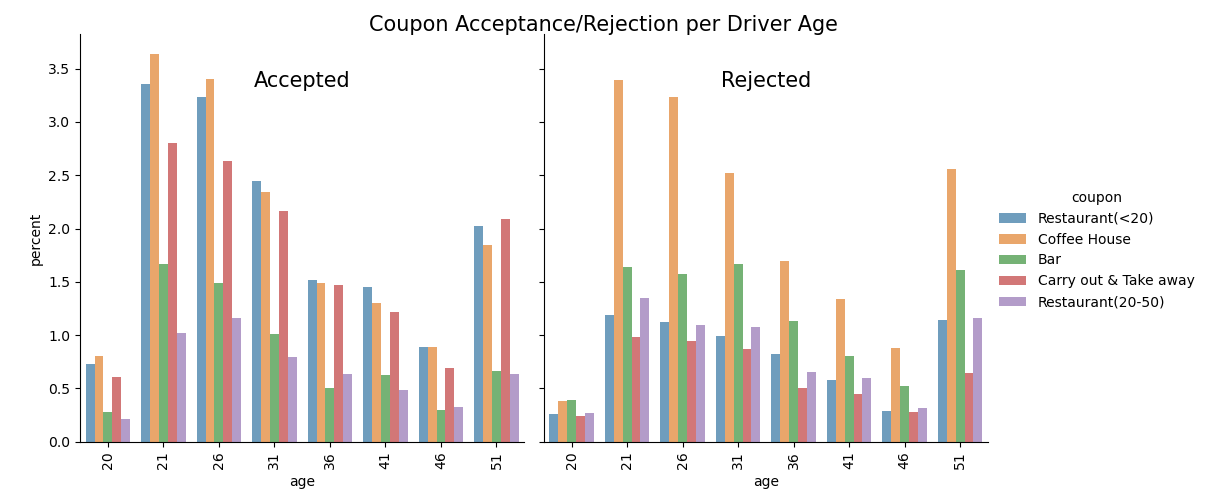 Coupon Acceptance/Rejection per Driver Age
Accepted
Rejected
percent
3.5
3.0
2.5
2.0
1.5
1.0
0.5
0.0
20 21 26 31 36 41 46 51
age
20 21 26 31 36 41 46 51
age
coupon
Restaurant(<20)
Coffee House
Bar
Carry out & Take away
Restaurant(20-50)